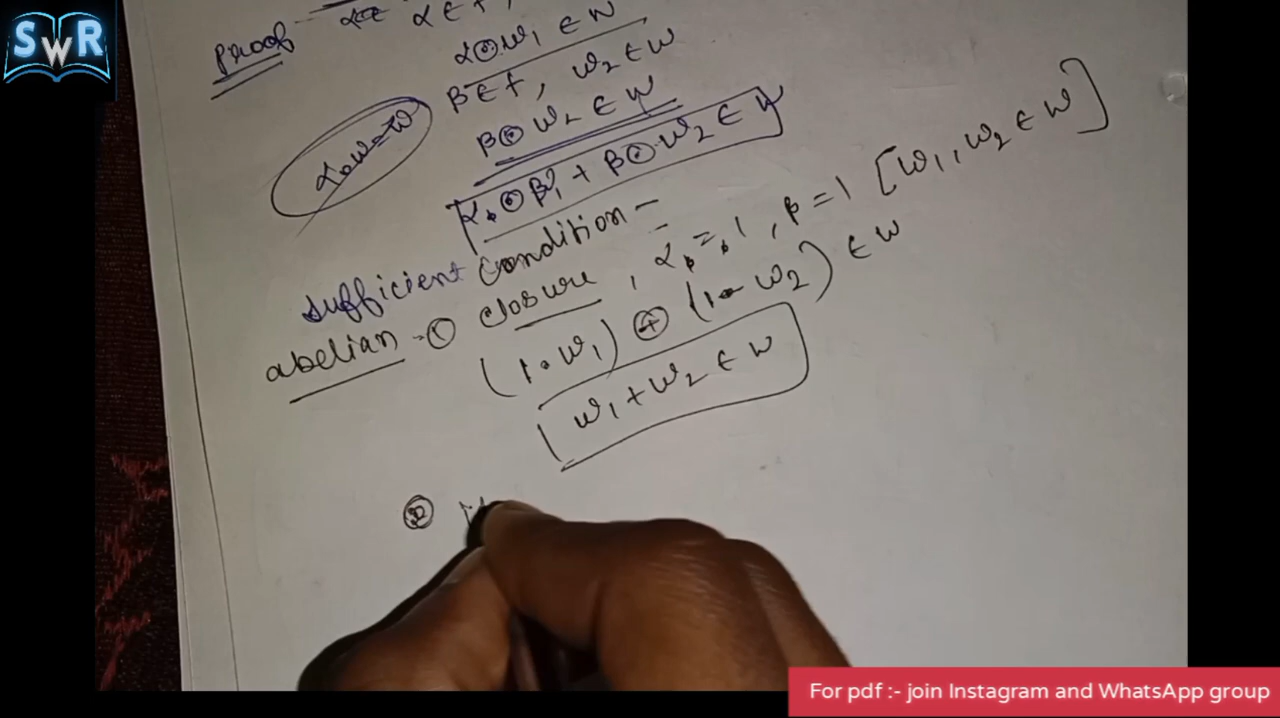 SWR
Proof -
α ∈ F,
α⊙w₁ ∈ W
β ∈ F, w₂ ∈ W
β⊙w₂ ∈ W
α⊙β₁ + β⊙w₂ ∈ W
sufficient condition -
abelian - ① closure, α = 1, β = 1 [w₁, w₂ ∈ W]
(1.w₁) ⊕ (1.w₂) ∈ W
w₁ + w₂ ∈ W
②
For pdf :- join Instagram and WhatsApp group